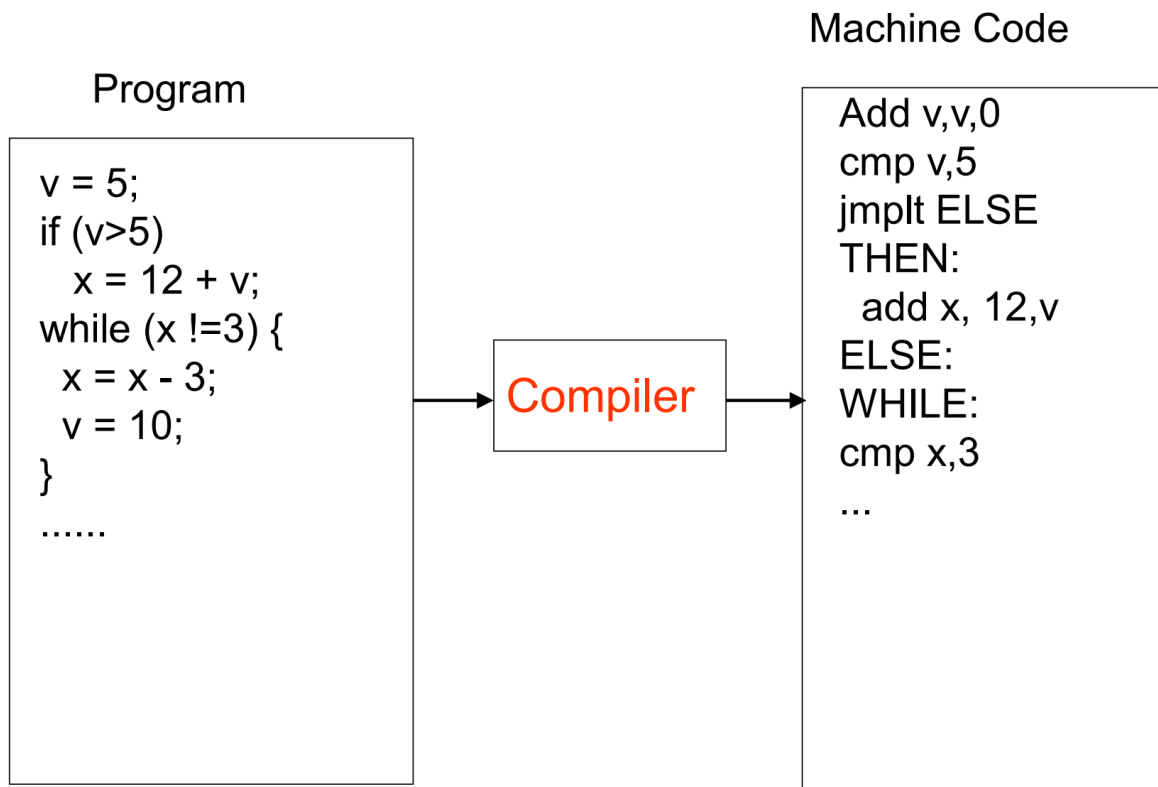 Program
v = 5;
if (v>5)
x = 12 + v;
while (x !=3) {
x = x - 3;
v = 10;
}
......
Compiler
Machine Code
Add v,v,0
cmp v,5
jmplt ELSE
THEN:
add x, 12,v
ELSE:
WHILE:
cmp x,3
...